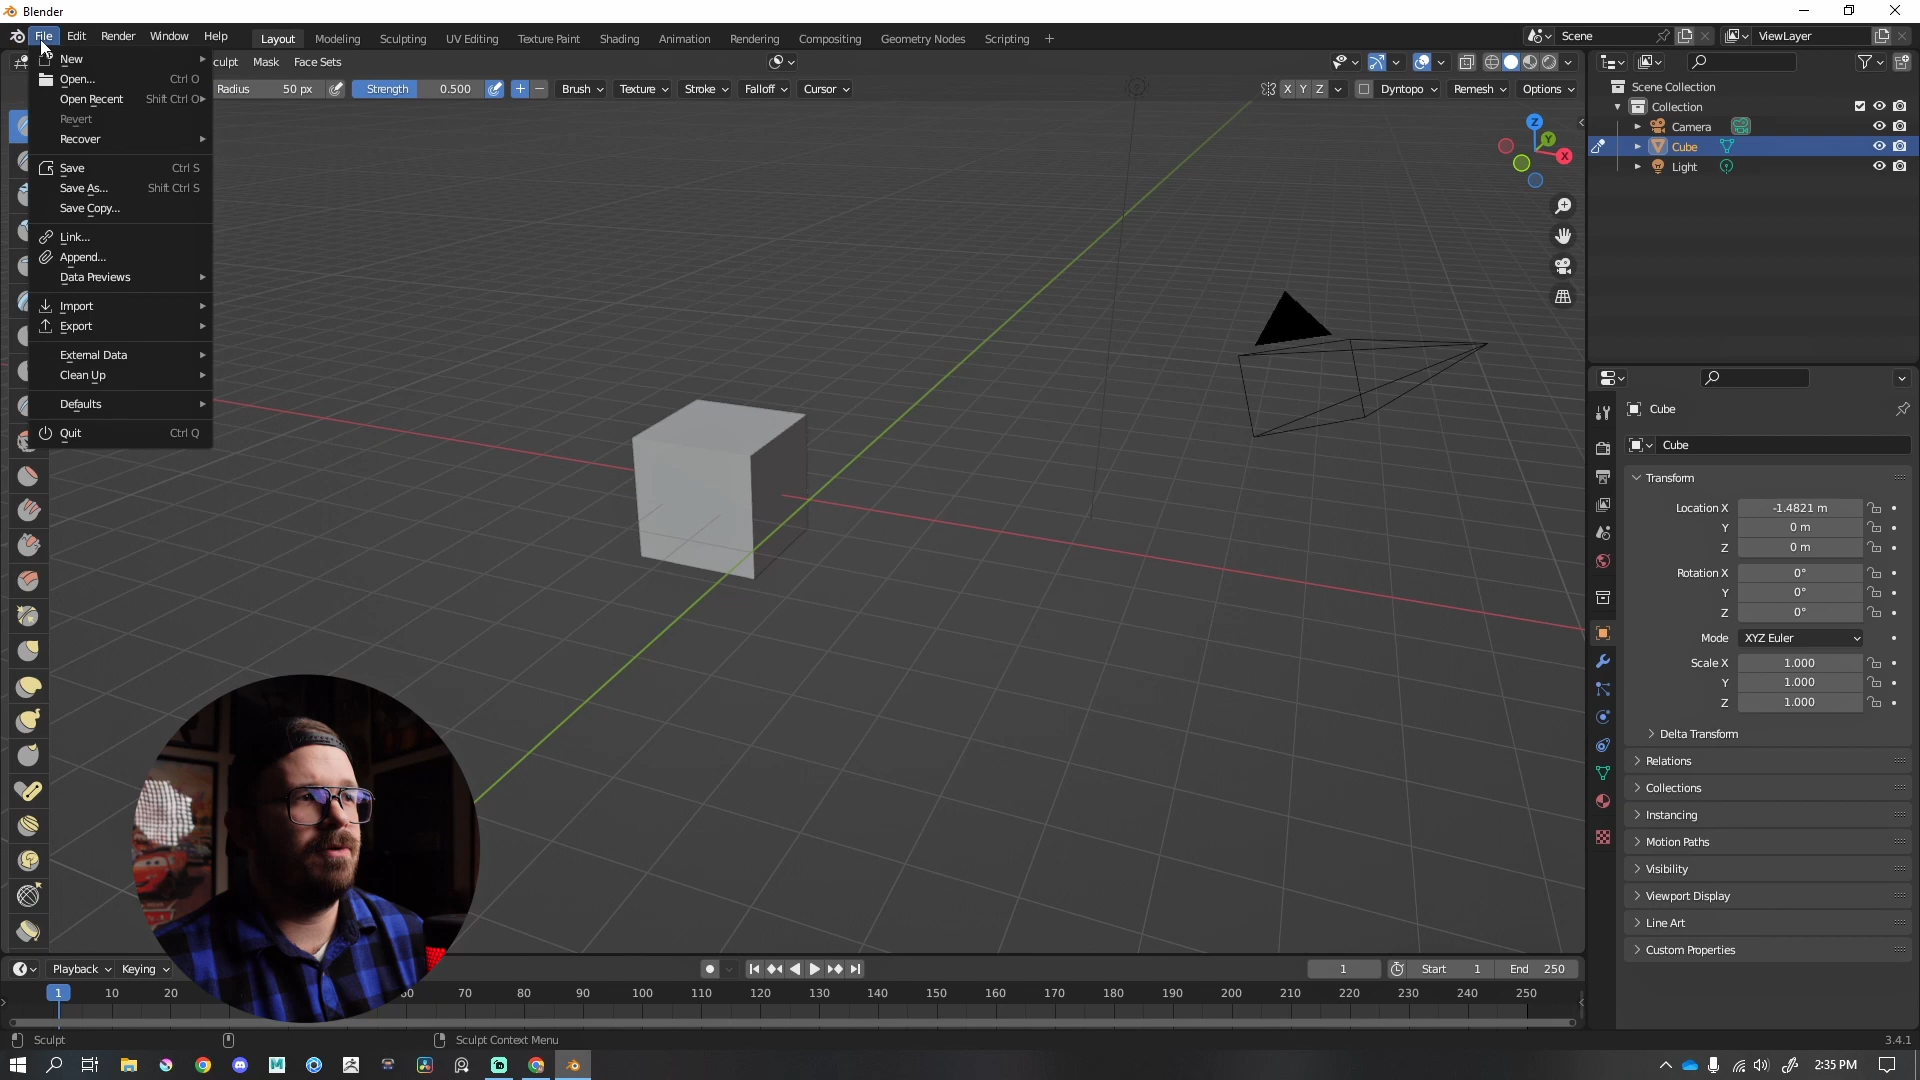 Blender
File Edit Render Window Help Layout Modeling Sculpting UV Editing Texture Paint Shading Animation Rendering Compositing Geometry Nodes Scripting + Scene ViewLayer
culpt Mask Face Sets
Radius 50 px Strength 0.500 Brush Texture Stroke Falloff Cursor X Y Z Dyntopo Remesh Options
New
Open... Ctrl O
Open Recent Shift Ctrl O
Revert
Recover
Save Ctrl S
Save As... Shift Ctrl S
Save Copy...
Link...
Append...
Data Previews
Import
Export
External Data
Clean Up
Defaults
Quit Ctrl Q
Z
Y
X
Scene Collection
Collection
Camera
Cube
Light
Cube
Cube
Transform
Location X -1.4821 m
Y 0 m
Z 0 m
Rotation X 0°
Y 0°
Z 0°
Mode XYZ Euler
Scale X 1.000
Y 1.000
Z 1.000
Delta Transform
Relations
Collections
Instancing
Motion Paths
Visibility
Viewport Display
Line Art
Custom Properties
Playback Keying 1 Start 1 End 250
1 10 20 70 80 90 100 110 120 130 140 150 160 170 180 190 200 210 220 230 240 250
Sculpt Sculpt Context Menu 3.4.1
2:35 PM